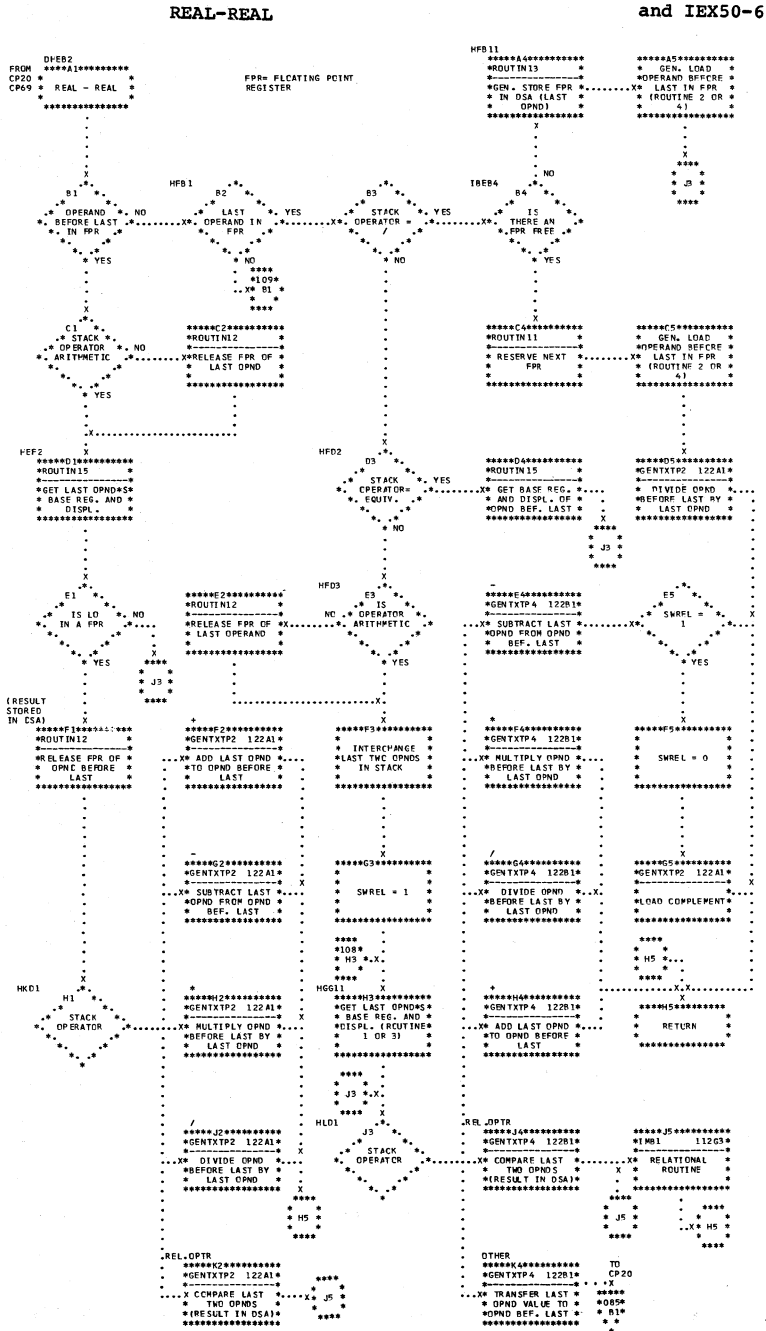 REAL-REAL
and IEX50-6
DHEB2
FROM
CP20
CP69
*****A1**********
REAL - REAL
FPR= FLOATING POINT
REGISTER
HFB11
*****A4**********
*ROUTIN13
*GEN. STORE FPR *
* IN DSA (LAST *
OPND)
*****A5**********
GEN. LOAD
*OPERAND BEFORE *
LAST IN FPR
(ROUTINE 2 OR
4)
J3
B1
OPERAND
BEFORE LAST
IN FPR
NO
YES
HFB1
B2
LAST
OPERAND IN
FPR
YES
NO
*109*
B1
B3
STACK
OPERATOR =
/
YES
NO
IBEB4
B4
IS
THERE AN
FPR FREE
NO
YES
C1
STACK
OPERATOR
ARITHMETIC
NO
YES
*****C2**********
*ROUTIN12
*RELEASE FPR OF *
LAST OPND
*****C4**********
*ROUTIN11
RESERVE NEXT
FPR
*****C5**********
GEN. LOAD
*OPERAND BEFORE *
LAST IN FPR
(ROUTINE 2 OR
4)
HEF2
*****D1**********
*ROUTIN15
*GET LAST OPND*S*
BASE REG. AND
DISPL.
HFD2
D3
STACK
OPERATOR=
EQUIV.
YES
NO
*****D4**********
*ROUTIN15
GET BASE REG.
AND DISPL. OF
*OPND BEF. LAST *
J3
*****D5**********
*GENTXTP2 122A1*
DIVIDE OPND
BEFORE LAST BY
LAST OPND
E1
IS LO
IN A FPR
NO
YES
J3
*****E2**********
*ROUTIN12
*RELEASE FPR OF *
LAST OPERAND
HFD3
E3
IS
OPERATOR
ARITHMETIC
NO
YES
-
*****E4**********
*GENTXTP4 122B1*
SUBTRACT LAST
*OPND FROM OPND *
BEF. LAST
E5
SWREL =
1
YES
(RESULT
STORED
IN DSA)
*****F1**********
*ROUTIN12
*RELEASE FPR OF *
OPND BEFORE
LAST
+
*****F2**********
*GENTXTP2 122A1*
ADD LAST OPND
*TO OPND BEFORE *
LAST
*****F3**********
INTERCHANGE
*LAST TWO OPNDS *
IN STACK
*
*****F4**********
*GENTXTP4 122B1*
MULTIPLY OPND
*BEFORE LAST BY *
LAST OPND
*****F5**********
SWREL = 0
-
*****G2**********
*GENTXTP2 122A1*
SUBTRACT LAST
*OPND FROM OPND *
BEF. LAST
*****G3**********
SWREL = 1
/
*****G4**********
*GENTXTP4 122B1*
DIVIDE OPND
*BEFORE LAST BY *
LAST OPND
*****G5**********
*GENTXTP2 122A1*
*LOAD COMPLEMENT*
*108*
H3
H5
HKD1
H1
STACK
OPERATOR
*
*****H2**********
*GENTXTP2 122A1*
MULTIPLY OPND
*BEFORE LAST BY *
LAST OPND
HGG11
*****H3**********
*GET LAST OPND*S*
BASE REG. AND
*DISPL. (ROUTINE*
1 OR 3)
+
*****H4**********
*GENTXTP4 122B1*
ADD LAST OPND
*TO OPND BEFORE *
LAST
****H5*********
RETURN
J3
/
*****J2**********
*GENTXTP2 122A1*
DIVIDE OPND
*BEFORE LAST BY *
LAST OPND
H5
HLD1
J3
STACK
OPERATOR
REL.OPTR
*****J4**********
*GENTXTP4 122B1*
COMPARE LAST
TWO OPNDS
*(RESULT IN DSA)*
*****J5**********
*IMB1 112G3*
RELATIONAL
ROUTINE
J5
H5
REL.OPTR
*****K2**********
*GENTXTP2 122A1*
COMPARE LAST
TWO OPNDS
*(RESULT IN DSA)*
J5
OTHER
*****K4**********
*GENTXTP4 122B1*
TRANSFER LAST
OPND VALUE TO
*OPND BEF. LAST *
TO
CP20
*085*
B1